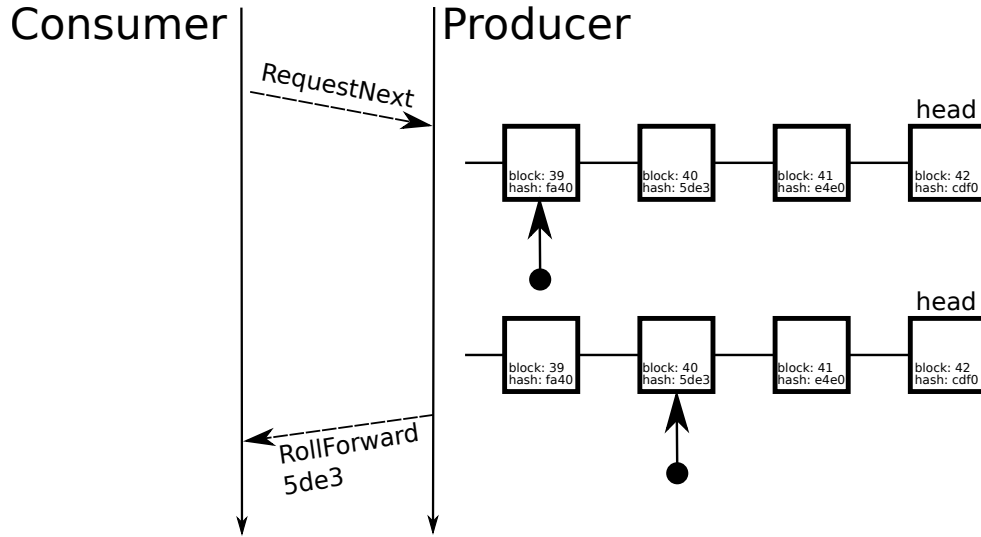 Consumer
Producer
RequestNext
head
block: 39
hash: fa40
block: 40
hash: 5de3
block: 41
hash: e4e0
block: 42
hash: cdf0
head
block: 39
hash: fa40
block: 40
hash: 5de3
block: 41
hash: e4e0
block: 42
hash: cdf0
RollForward
5de3